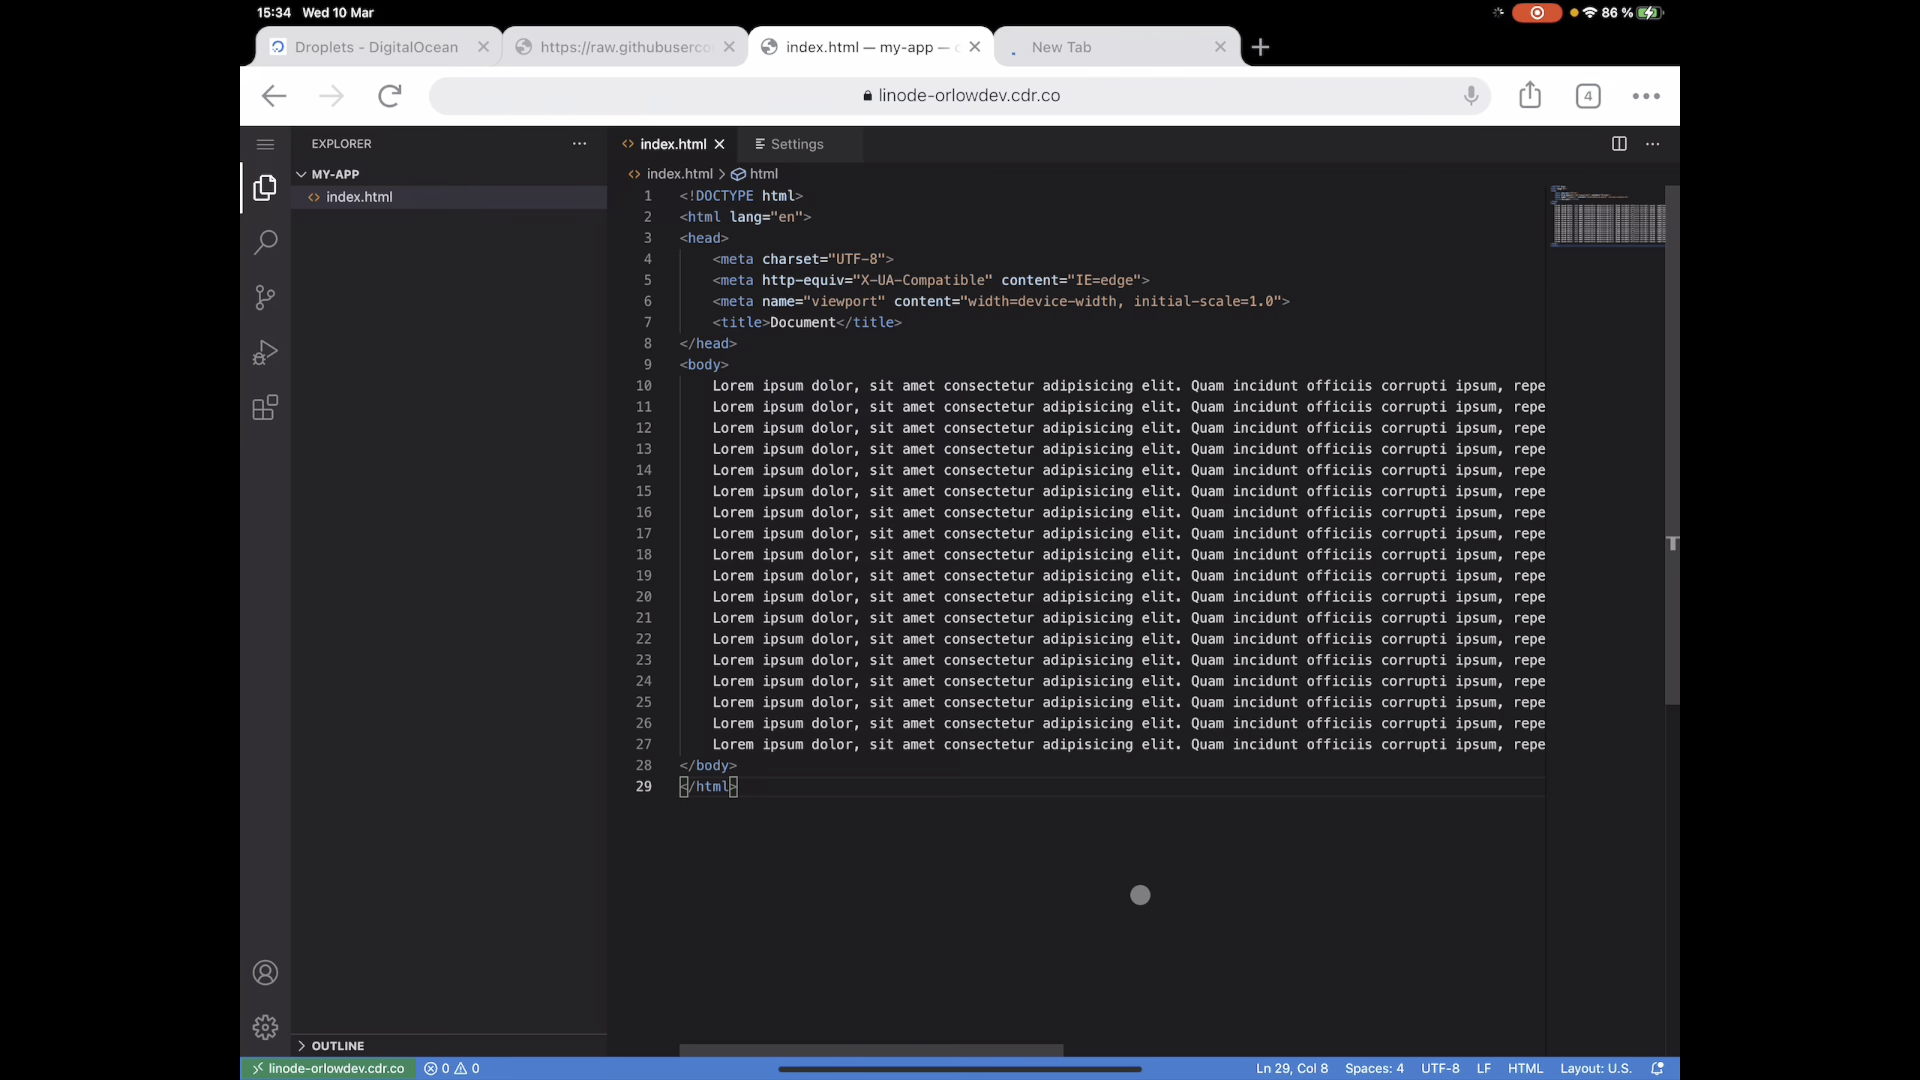 15:34 Wed 10 Mar
86 %
Droplets - DigitalOcean
https://raw.githubuserco
index.html — my-app —
New Tab
linode-orlowdev.cdr.co
4
EXPLORER
index.html
Settings
MY-APP
index.html > html
index.html
1 <!DOCTYPE html>
2 <html lang="en">
3 <head>
4 <meta charset="UTF-8">
5 <meta http-equiv="X-UA-Compatible" content="IE=edge">
6 <meta name="viewport" content="width=device-width, initial-scale=1.0">
7 <title>Document</title>
8 </head>
9 <body>
10 Lorem ipsum dolor, sit amet consectetur adipisicing elit. Quam incidunt officiis corrupti ipsum, repe
11 Lorem ipsum dolor, sit amet consectetur adipisicing elit. Quam incidunt officiis corrupti ipsum, repe
12 Lorem ipsum dolor, sit amet consectetur adipisicing elit. Quam incidunt officiis corrupti ipsum, repe
13 Lorem ipsum dolor, sit amet consectetur adipisicing elit. Quam incidunt officiis corrupti ipsum, repe
14 Lorem ipsum dolor, sit amet consectetur adipisicing elit. Quam incidunt officiis corrupti ipsum, repe
15 Lorem ipsum dolor, sit amet consectetur adipisicing elit. Quam incidunt officiis corrupti ipsum, repe
16 Lorem ipsum dolor, sit amet consectetur adipisicing elit. Quam incidunt officiis corrupti ipsum, repe
17 Lorem ipsum dolor, sit amet consectetur adipisicing elit. Quam incidunt officiis corrupti ipsum, repe
18 Lorem ipsum dolor, sit amet consectetur adipisicing elit. Quam incidunt officiis corrupti ipsum, repe
19 Lorem ipsum dolor, sit amet consectetur adipisicing elit. Quam incidunt officiis corrupti ipsum, repe
20 Lorem ipsum dolor, sit amet consectetur adipisicing elit. Quam incidunt officiis corrupti ipsum, repe
21 Lorem ipsum dolor, sit amet consectetur adipisicing elit. Quam incidunt officiis corrupti ipsum, repe
22 Lorem ipsum dolor, sit amet consectetur adipisicing elit. Quam incidunt officiis corrupti ipsum, repe
23 Lorem ipsum dolor, sit amet consectetur adipisicing elit. Quam incidunt officiis corrupti ipsum, repe
24 Lorem ipsum dolor, sit amet consectetur adipisicing elit. Quam incidunt officiis corrupti ipsum, repe
25 Lorem ipsum dolor, sit amet consectetur adipisicing elit. Quam incidunt officiis corrupti ipsum, repe
26 Lorem ipsum dolor, sit amet consectetur adipisicing elit. Quam incidunt officiis corrupti ipsum, repe
27 Lorem ipsum dolor, sit amet consectetur adipisicing elit. Quam incidunt officiis corrupti ipsum, repe
28 </body>
29 </html>
OUTLINE
linode-orlowdev.cdr.co 0 0
Ln 29, Col 8 Spaces: 4 UTF-8 LF HTML Layout: U.S.